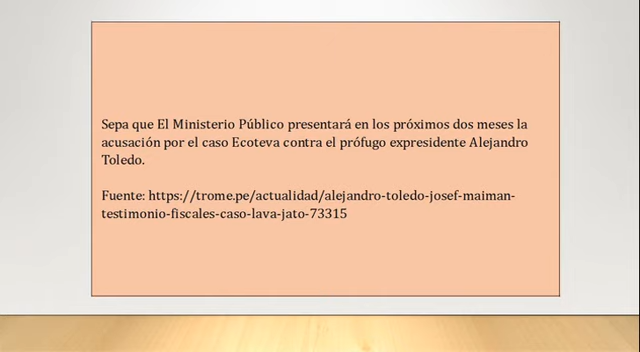 Sepa que El Ministerio Público presentará en los próximos dos meses la
acusación por el caso Ecoteva contra el prófugo expresidente Alejandro
Toledo.
Fuente: https://trome.pe/actualidad/alejandro-toledo-josef-maiman-
testimonio-fiscales-caso-lava-jato-73315